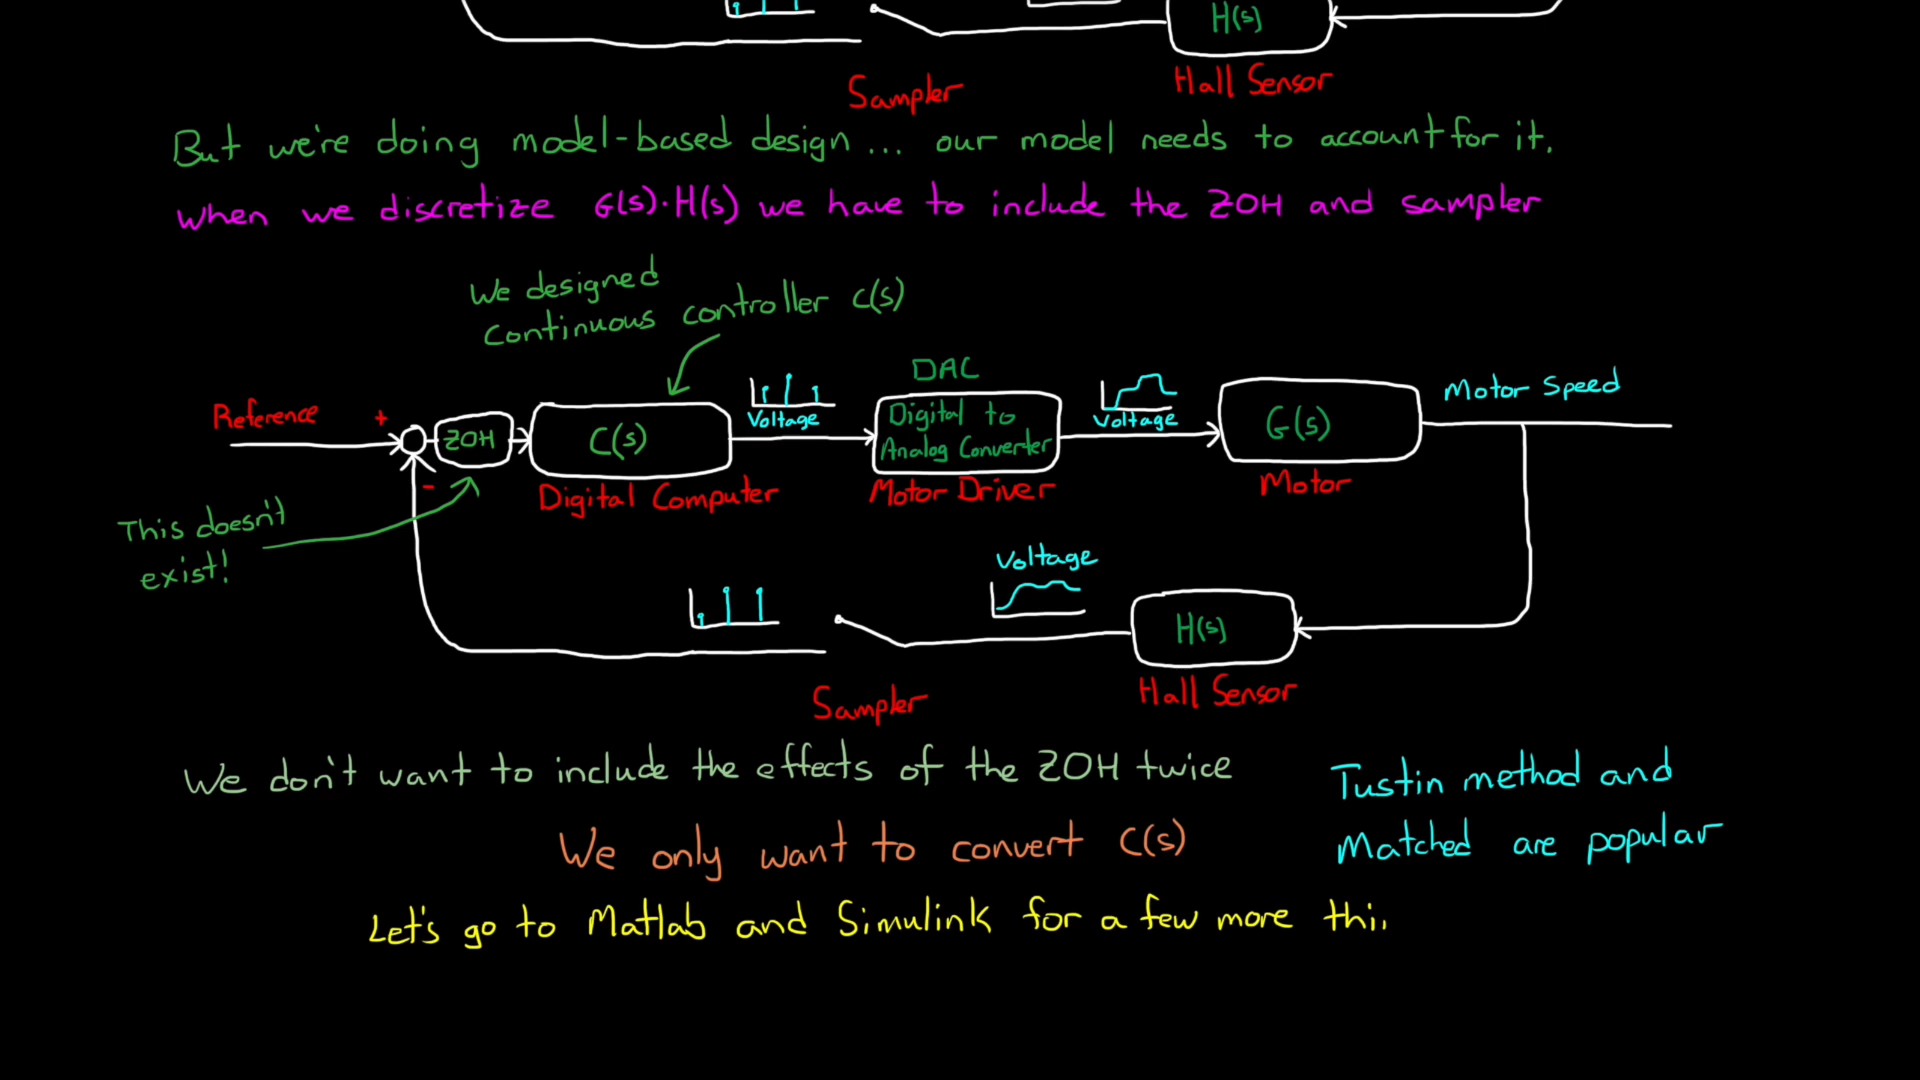 H(s)
Sampler
Hall Sensor
But we're doing model-based design... our model needs to account for it.
when we discretize G(s)·H(s) we have to include the ZOH and sampler
We designed
continuous controller C(s)
DAC
Motor Speed
Reference
+
ZOH
C(s)
Voltage
Digital to
Analog Converter
Voltage
G(s)
-
Digital Computer
Motor Driver
Motor
This doesn't
exist!
Voltage
H(s)
Sampler
Hall Sensor
We don't want to include the effects of the ZOH twice
Tustin method and
Matched are popular
We only want to convert C(s)
Let's go to Matlab and Simulink for a few more thi